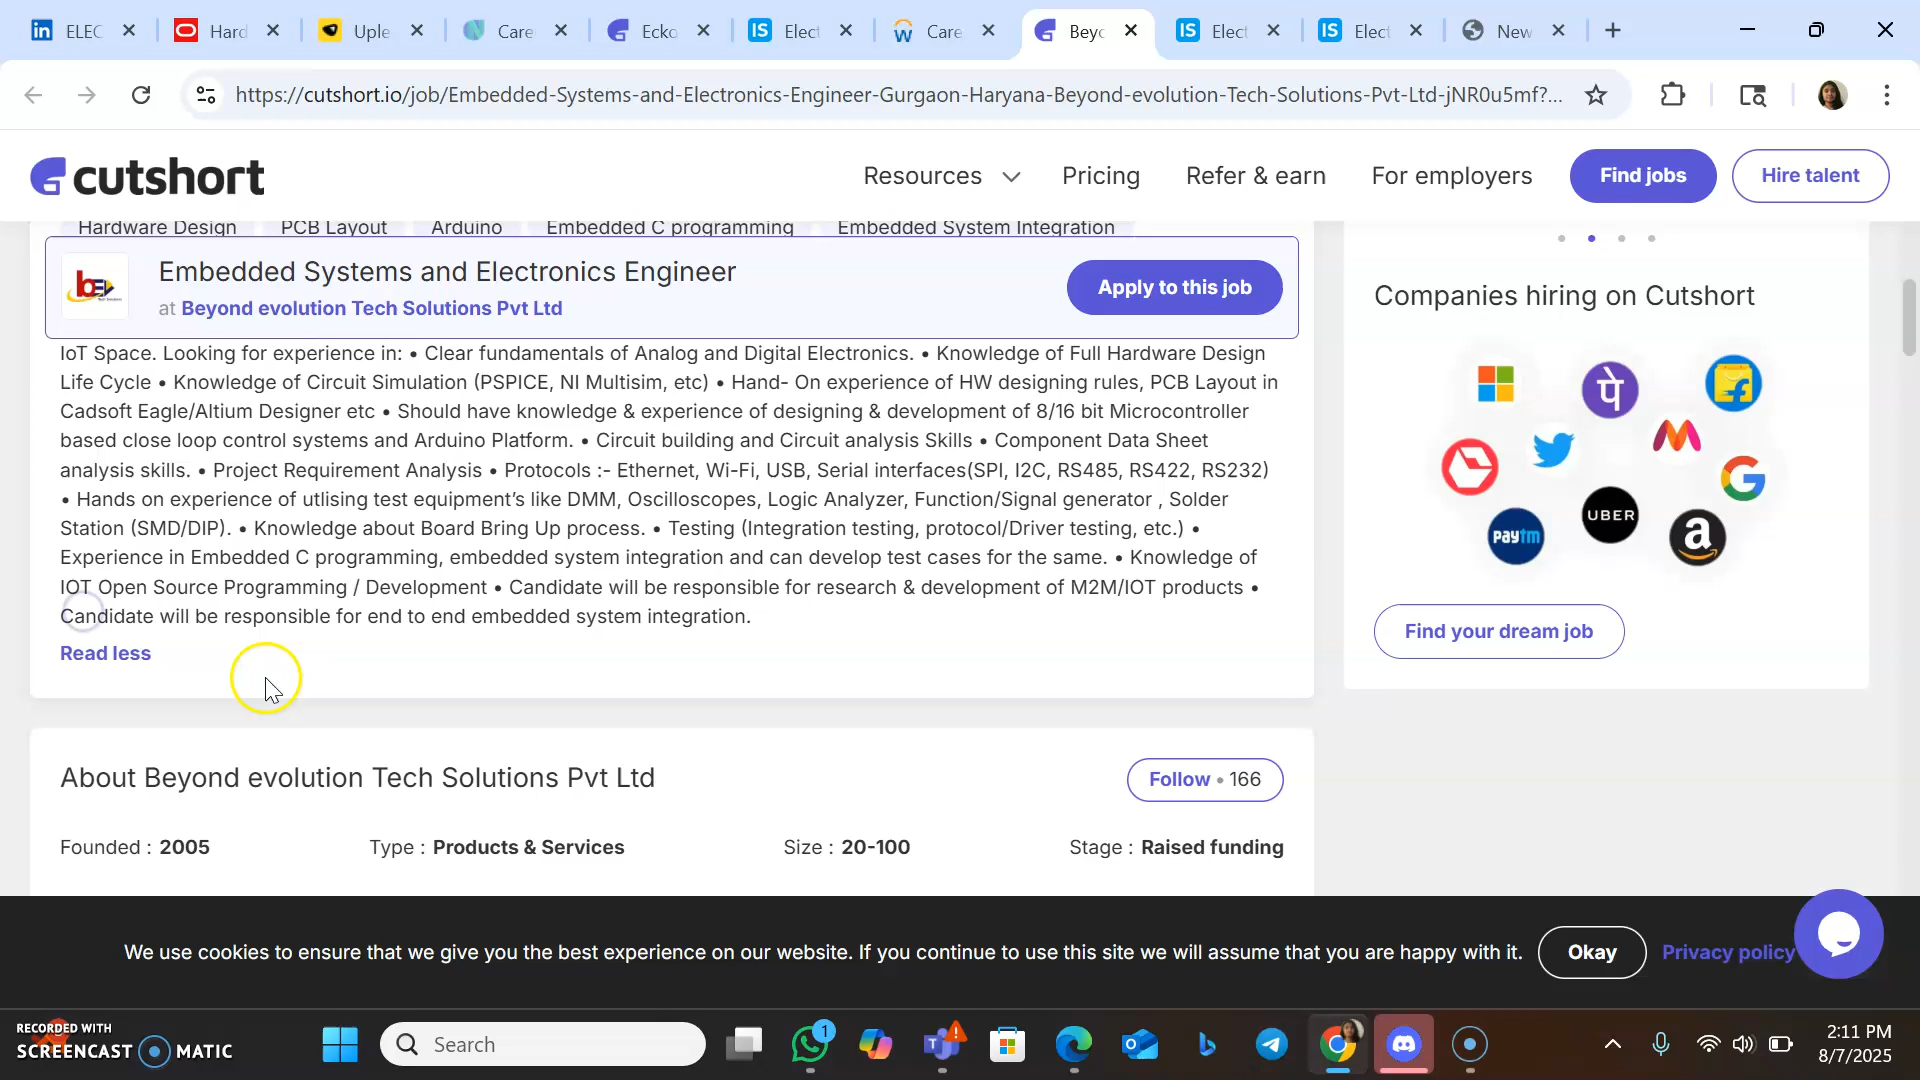 ELEC
Hard
Uple
Care
Ecko
Elect
Care
Beyo
Elect
Elect
New
https://cutshort.io/job/Embedded-Systems-and-Electronics-Engineer-Gurgaon-Haryana-Beyond-evolution-Tech-Solutions-Pvt-Ltd-jNR0u5mf?...
cutshort
Resources
Pricing
Refer & earn
For employers
Find jobs
Hire talent
Hardware Design
PCB Layout
Arduino
Embedded C programming
Embedded System Integration
Embedded Systems and Electronics Engineer
at Beyond evolution Tech Solutions Pvt Ltd
Apply to this job
IoT Space. Looking for experience in: • Clear fundamentals of Analog and Digital Electronics. • Knowledge of Full Hardware Design
Life Cycle • Knowledge of Circuit Simulation (PSPICE, NI Multisim, etc) • Hand- On experience of HW designing rules, PCB Layout in
Cadsoft Eagle/Altium Designer etc • Should have knowledge & experience of designing & development of 8/16 bit Microcontroller
based close loop control systems and Arduino Platform. • Circuit building and Circuit analysis Skills • Component Data Sheet
analysis skills. • Project Requirement Analysis • Protocols :- Ethernet, Wi-Fi, USB, Serial interfaces(SPI, I2C, RS485, RS422, RS232)
• Hands on experience of utlising test equipment's like DMM, Oscilloscopes, Logic Analyzer, Function/Signal generator , Solder
Station (SMD/DIP). • Knowledge about Board Bring Up process. • Testing (Integration testing, protocol/Driver testing, etc.) •
Experience in Embedded C programming, embedded system integration and can develop test cases for the same. • Knowledge of
IOT Open Source Programming / Development • Candidate will be responsible for research & development of M2M/IOT products •
Candidate will be responsible for end to end embedded system integration.
Read less
Companies hiring on Cutshort
पे
UBER
paytm
a
Find your dream job
About Beyond evolution Tech Solutions Pvt Ltd
Follow • 166
Founded : 2005
Type : Products & Services
Size : 20-100
Stage : Raised funding
We use cookies to ensure that we give you the best experience on our website. If you continue to use this site we will assume that you are happy with it.
Okay
Privacy policy
RECORDED WITH
SCREENCAST MATIC
Search
1
2:11 PM
8/7/2025